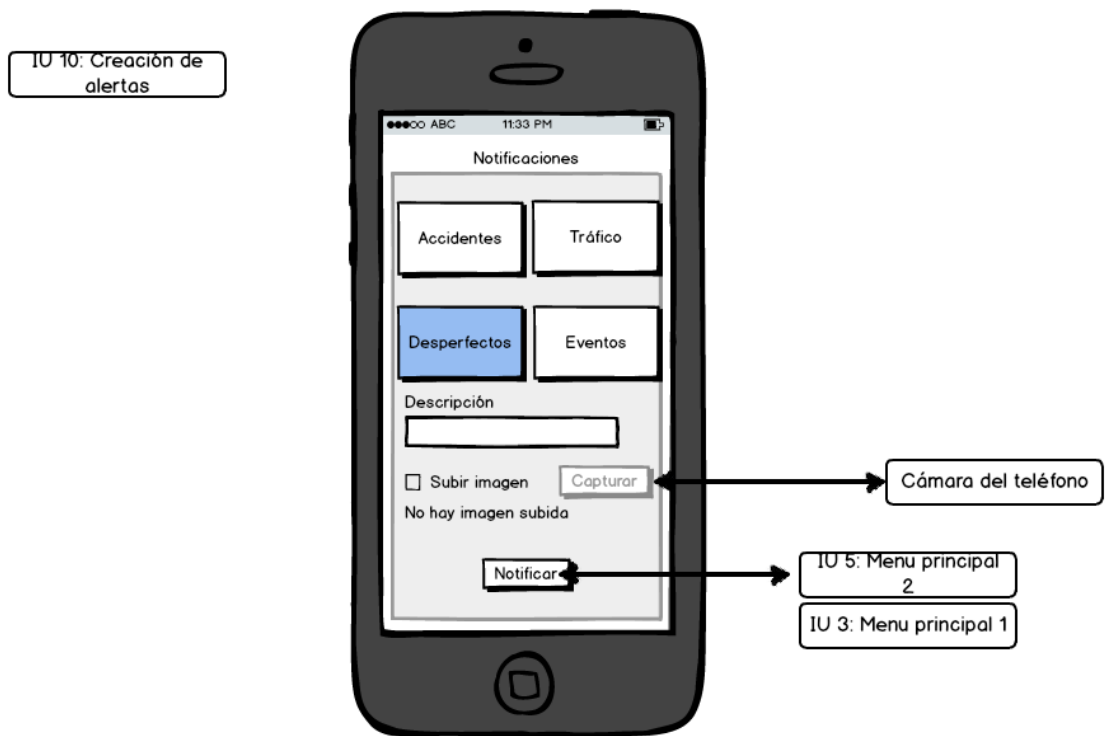 IU 10: Creación de
alertas
ABC 11:33 PM
Notificaciones
Accidentes
Tráfico
Desperfectos
Eventos
Descripción
Subir imagen
Capturar
Cámara del teléfono
No hay imagen subida
Notificar
IU 5: Menu principal
2
IU 3: Menu principal 1